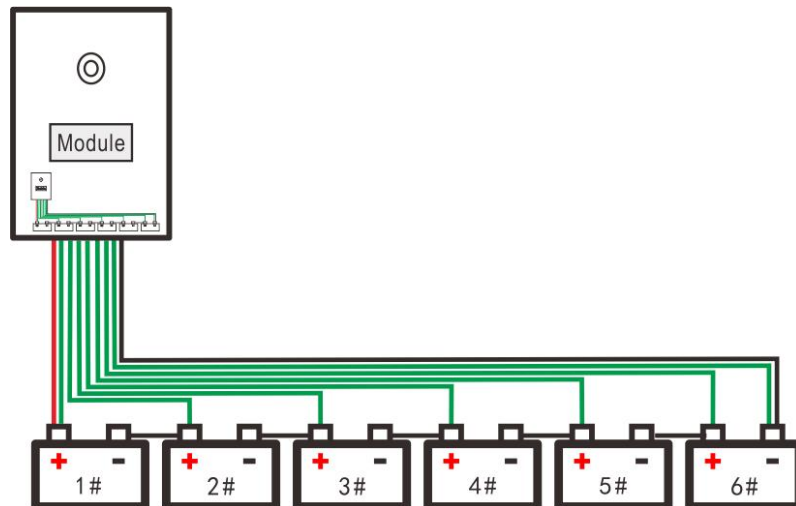 Module
+ - + - + - + - + - + -
1# 2# 3# 4# 5# 6#